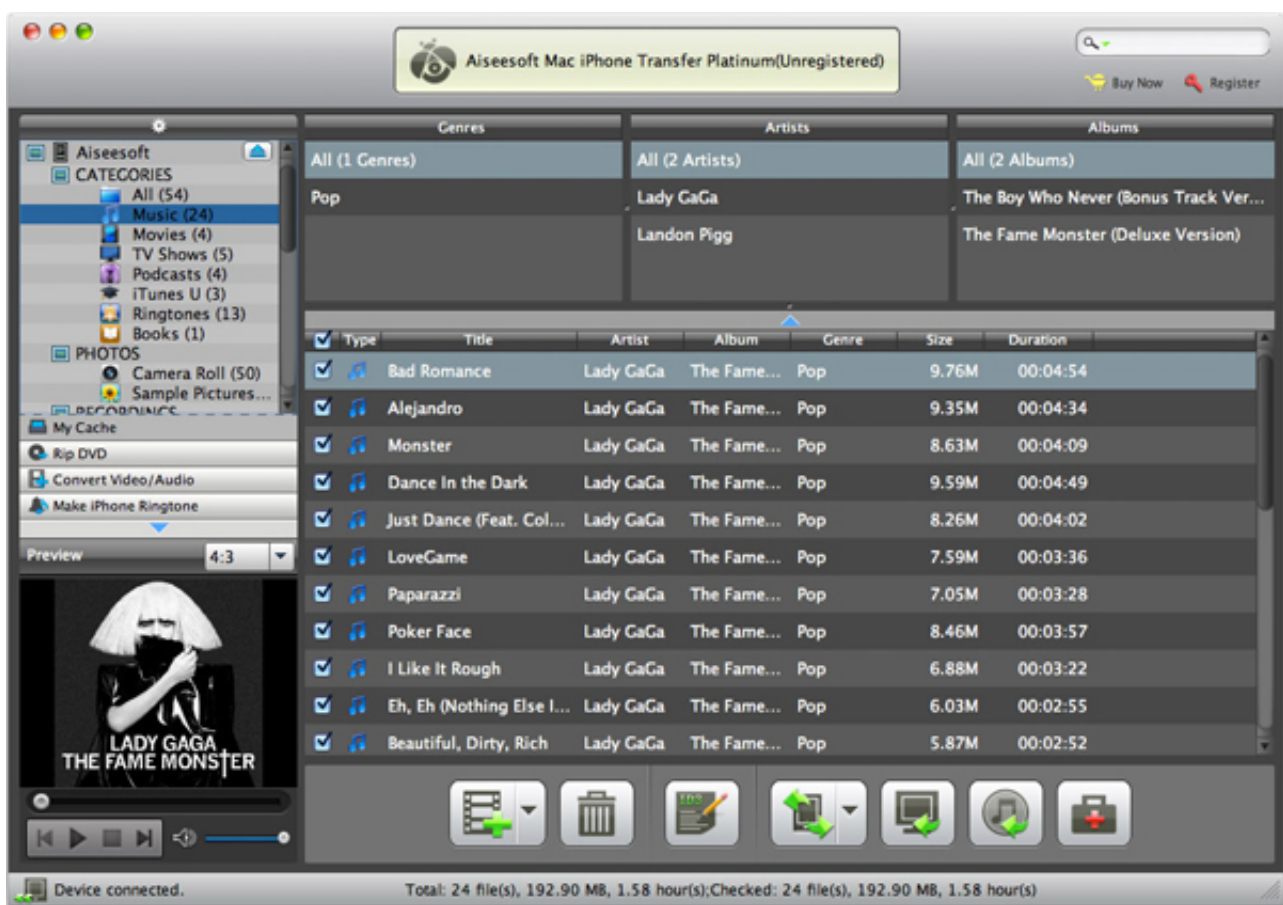 Aiseesoft Mac iPhone Transfer Platinum(Unregistered)
Buy Now Register
Genres Artists Albums
Aiseesoft
CATEGORIES
All (54)
Music (24)
Movies (4)
TV Shows (5)
Podcasts (4)
iTunes U (3)
Ringtones (13)
Books (1)
PHOTOS
Camera Roll (50)
Sample Pictures...
RECORDINGS
My Cache
Rip DVD
Convert Video/Audio
Make iPhone Ringtone
Preview 4:3
LADY GAGA
THE FAME MONSTER
All (1 Genres) All (2 Artists) All (2 Albums)
Pop Lady GaGa The Boy Who Never (Bonus Track Ver...
Landon Pigg The Fame Monster (Deluxe Version)
Type Title Artist Album Genre Size Duration
Bad Romance Lady GaGa The Fame... Pop 9.76M 00:04:54
Alejandro Lady GaGa The Fame... Pop 9.35M 00:04:34
Monster Lady GaGa The Fame... Pop 8.63M 00:04:09
Dance In the Dark Lady GaGa The Fame... Pop 9.59M 00:04:49
Just Dance (Feat. Col... Lady GaGa The Fame... Pop 8.26M 00:04:02
LoveGame Lady GaGa The Fame... Pop 7.59M 00:03:36
Paparazzi Lady GaGa The Fame... Pop 7.05M 00:03:28
Poker Face Lady GaGa The Fame... Pop 8.46M 00:03:57
I Like It Rough Lady GaGa The Fame... Pop 6.88M 00:03:22
Eh, Eh (Nothing Else I... Lady GaGa The Fame... Pop 6.03M 00:02:55
Beautiful, Dirty, Rich Lady GaGa The Fame... Pop 5.87M 00:02:52
ID3
Device connected. Total: 24 file(s), 192.90 MB, 1.58 hour(s);Checked: 24 file(s), 192.90 MB, 1.58 hour(s)